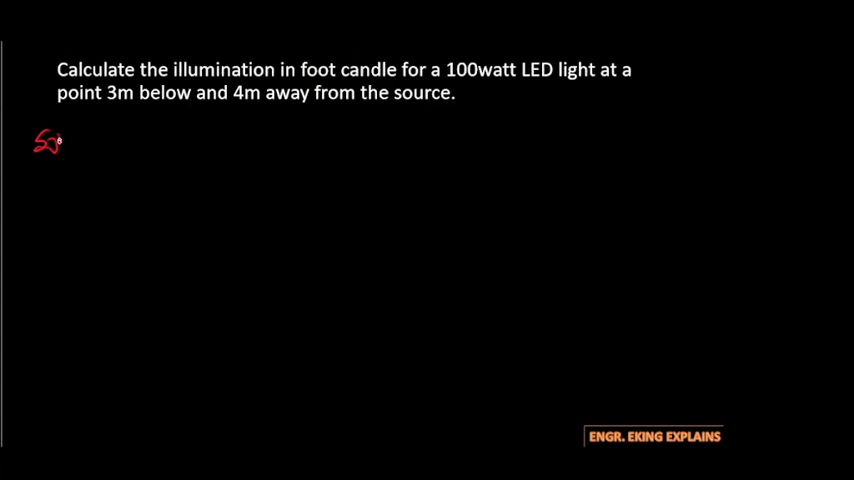 Calculate the illumination in foot candle for a 100watt LED light at a
point 3m below and 4m away from the source.
ENGR. EKING EXPLAINS